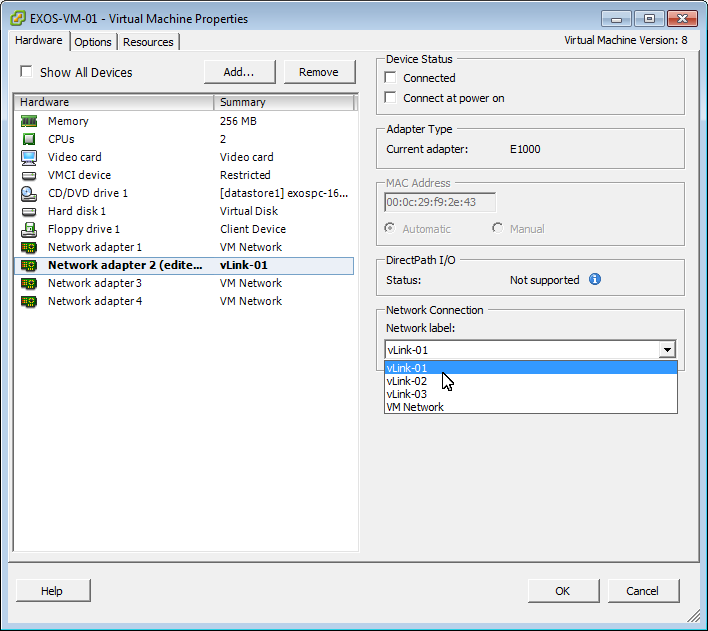 EXOS-VM-01 - Virtual Machine Properties
Hardware Options Resources Virtual Machine Version: 8
Show All Devices Add... Remove
Hardware Summary
Memory 256 MB
CPUs 2
Video card Video card
VMCI device Restricted
CD/DVD drive 1 [datastore1] exospc-16...
Hard disk 1 Virtual Disk
Floppy drive 1 Client Device
Network adapter 1 VM Network
Network adapter 2 (edite... vLink-01
Network adapter 3 VM Network
Network adapter 4 VM Network
Device Status
Connected
Connect at power on
Adapter Type
Current adapter: E1000
MAC Address
00:0c:29:f9:2e:43
Automatic Manual
DirectPath I/O
Status: Not supported
Network Connection
Network label:
vLink-01
vLink-01
vLink-02
vLink-03
VM Network
Help OK Cancel